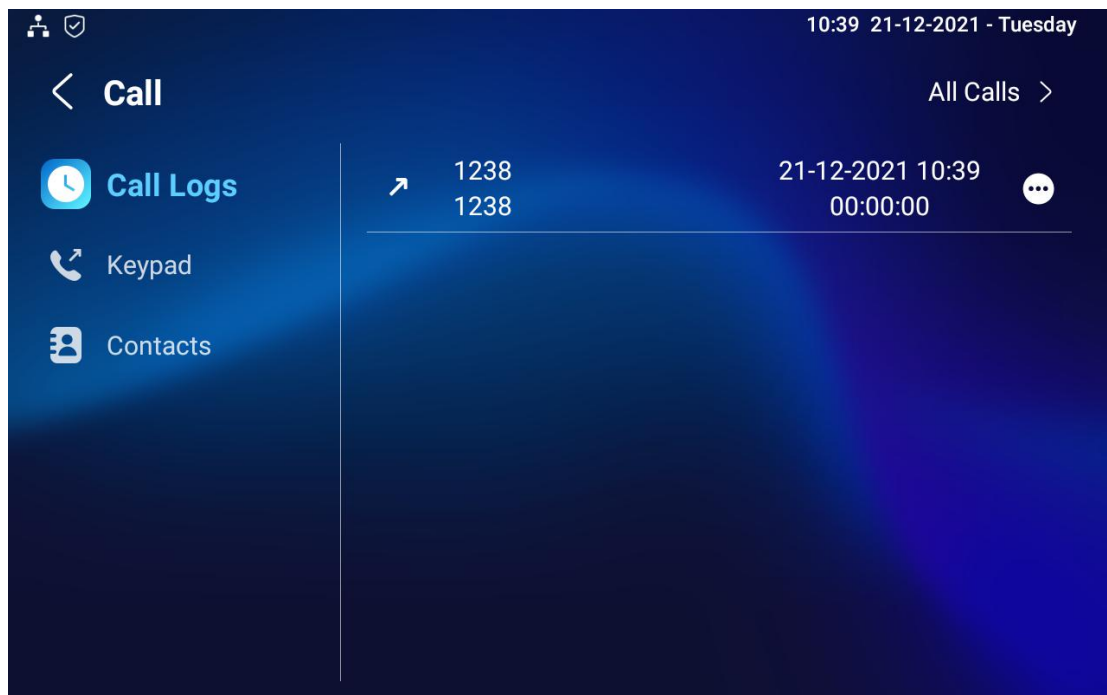 10:39 21-12-2021 - Tuesday
Call
All Calls
Call Logs
Keypad
Contacts
1238
1238
21-12-2021 10:39
00:00:00